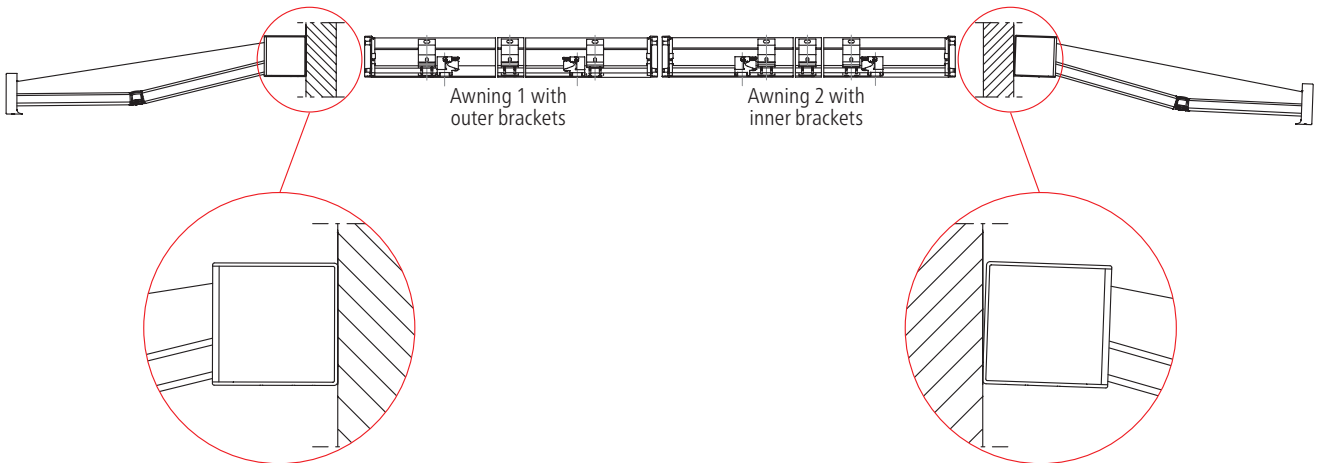 Awning 1 with
outer brackets
Awning 2 with
inner brackets